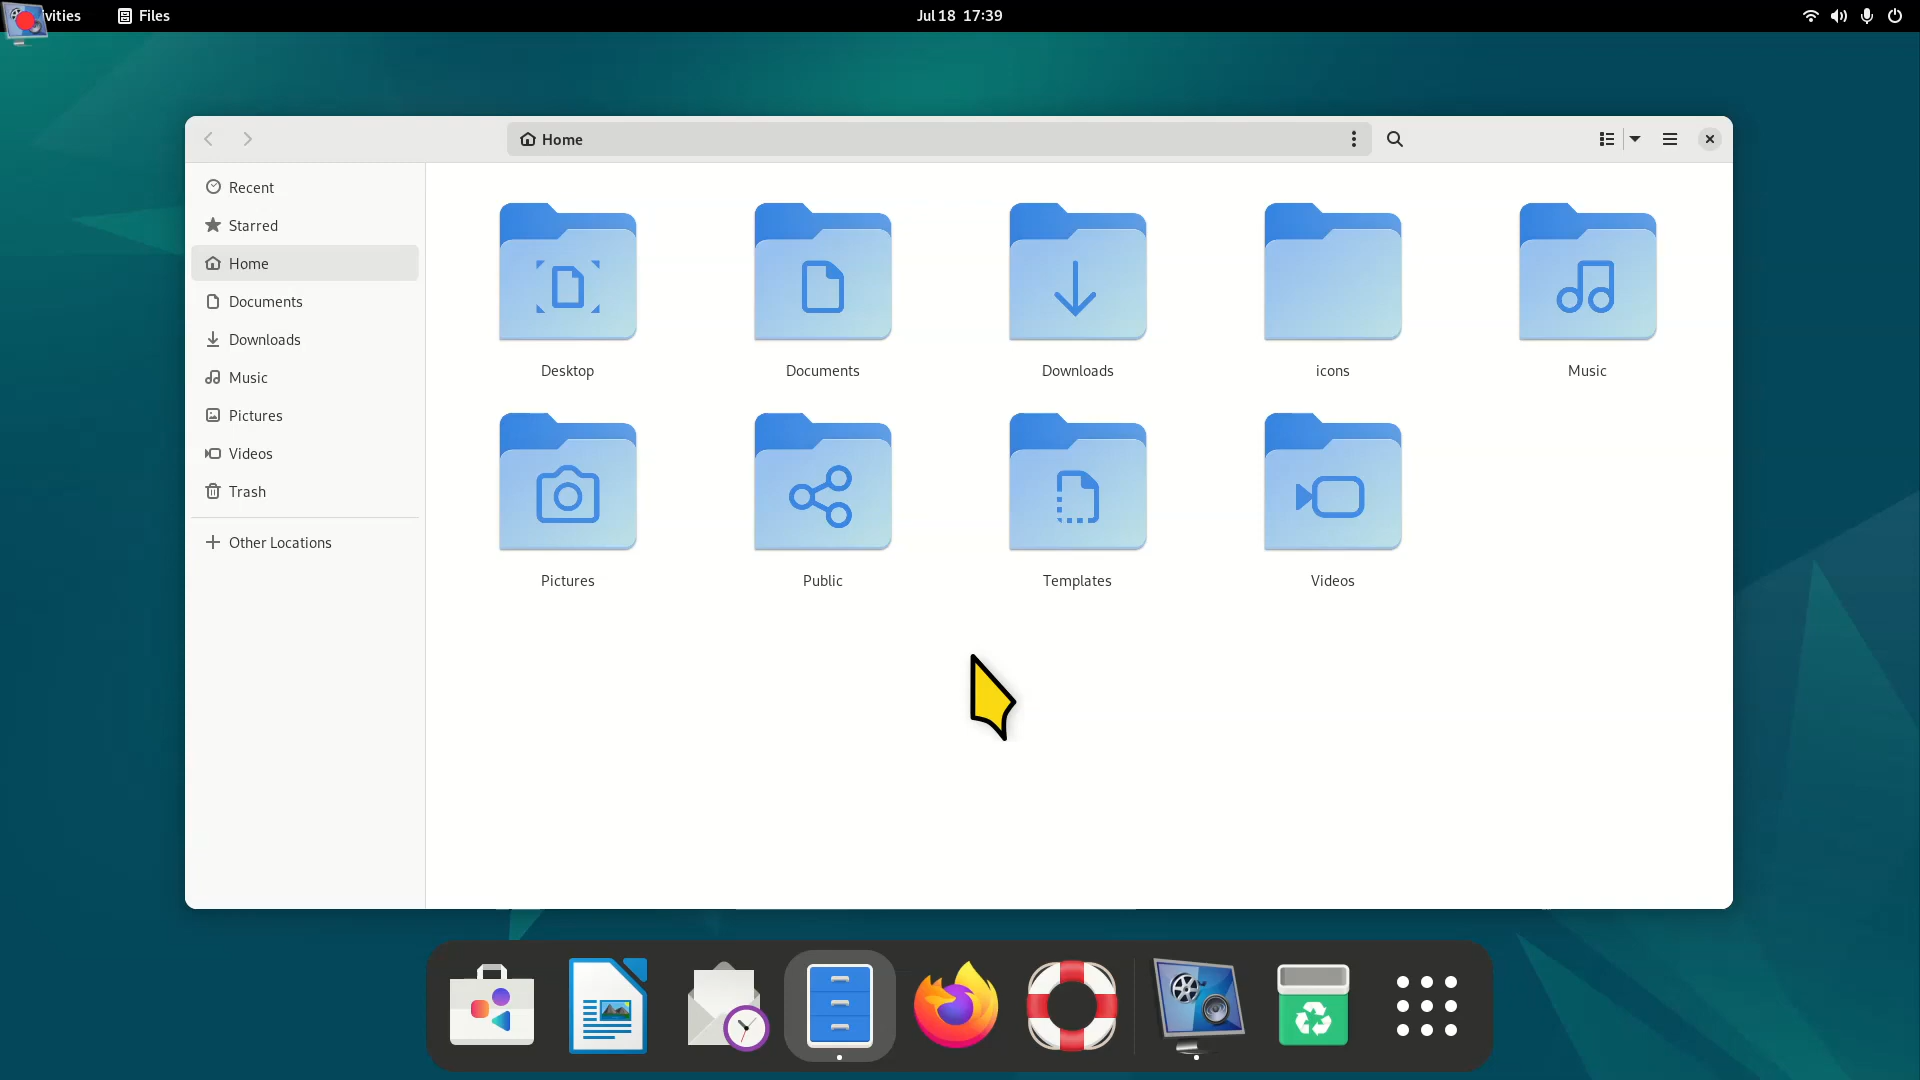 vities
Files
Jul 18 17:39
Home
Recent
Starred
Home
Documents
Downloads
Music
Pictures
Videos
Trash
Other Locations
Desktop
Documents
Downloads
icons
Music
Pictures
Public
Templates
Videos